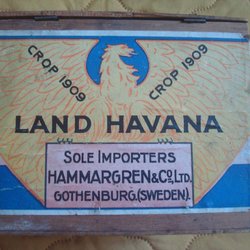 CROP 1909
CROP 1909
LAND HAVANA
SOLE IMPORTERS
HAMMARGREN & CO. LTD.
GOTHENBURG. (SWEDEN).